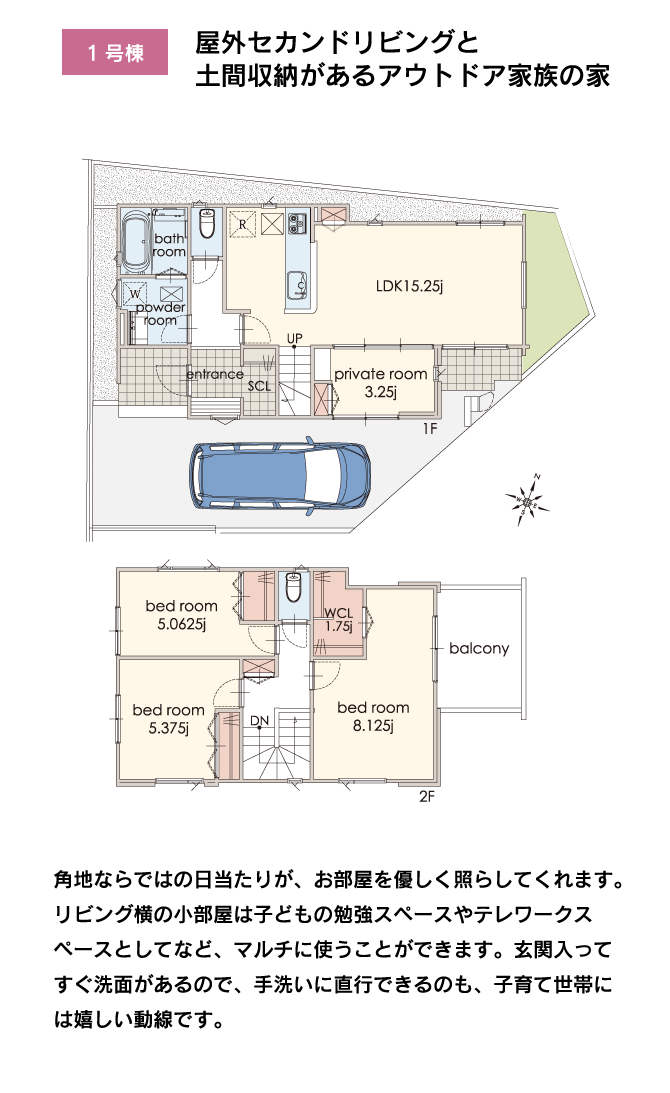 1号棟
屋外セカンドリビングと
土間収納があるアウトドア家族の家
bath
room
R
LDK15.25j
W
powder
room
C
UP
entrance
SCL
private room
3.25j
1F
N
W
E
S
bed room
5.0625j
WCL
1.75j
balcony
bed room
5.375j
bed room
8.125j
DN
2F
角地ならではの日当たりが、お部屋を優しく照らしてくれます。
リビング横の小部屋は子どもの勉強スペースやテレワークス
ペースとしてなど、マルチに使うことができます。玄関入って
すぐ洗面があるので、手洗いに直行できるのも、子育て世帯に
は嬉しい動線です。